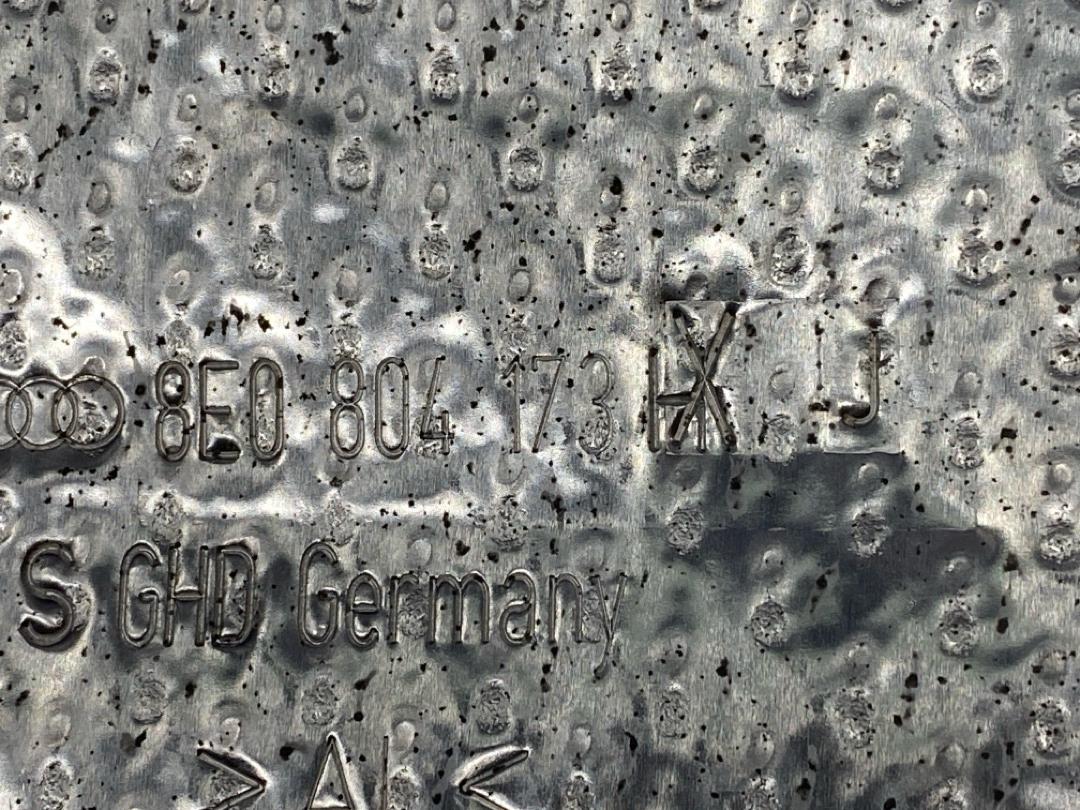 8E0 804 173 H J
S GHD Germany
>Al<